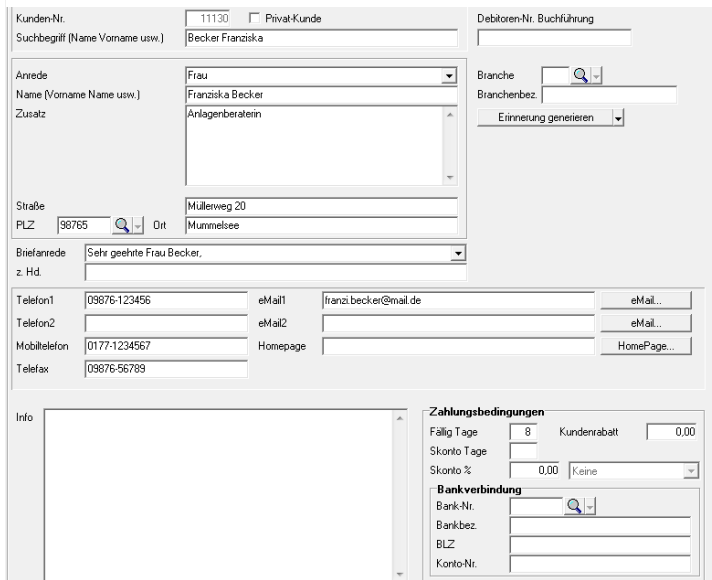 Kunden-Nr. 11130 Privat-Kunde Debitoren-Nr. Buchführung
Suchbegriff (Name Vorname usw.) Becker Franziska
Anrede Frau Branche
Name (Vorname Name usw.) Franziska Becker Branchenbez.
Zusatz Anlagenberaterin Erinnerung generieren
Straße Müllerweg 20
PLZ 98765 Ort Mummelsee
Briefanrede Sehr geehrte Frau Becker,
z. Hd.
Telefon1 09876-123456 eMail1 franzi.becker@mail.de eMail...
Telefon2 eMail2 eMail...
Mobiltelefon 0177-1234567 Homepage HomePage...
Telefax 09876-56789
Info Zahlungsbedingungen
Fällig Tage 8 Kundenrabatt 0,00
Skonto Tage
Skonto % 0,00 Keine
Bankverbindung
Bank-Nr.
Bankbez.
BLZ
Konto-Nr.